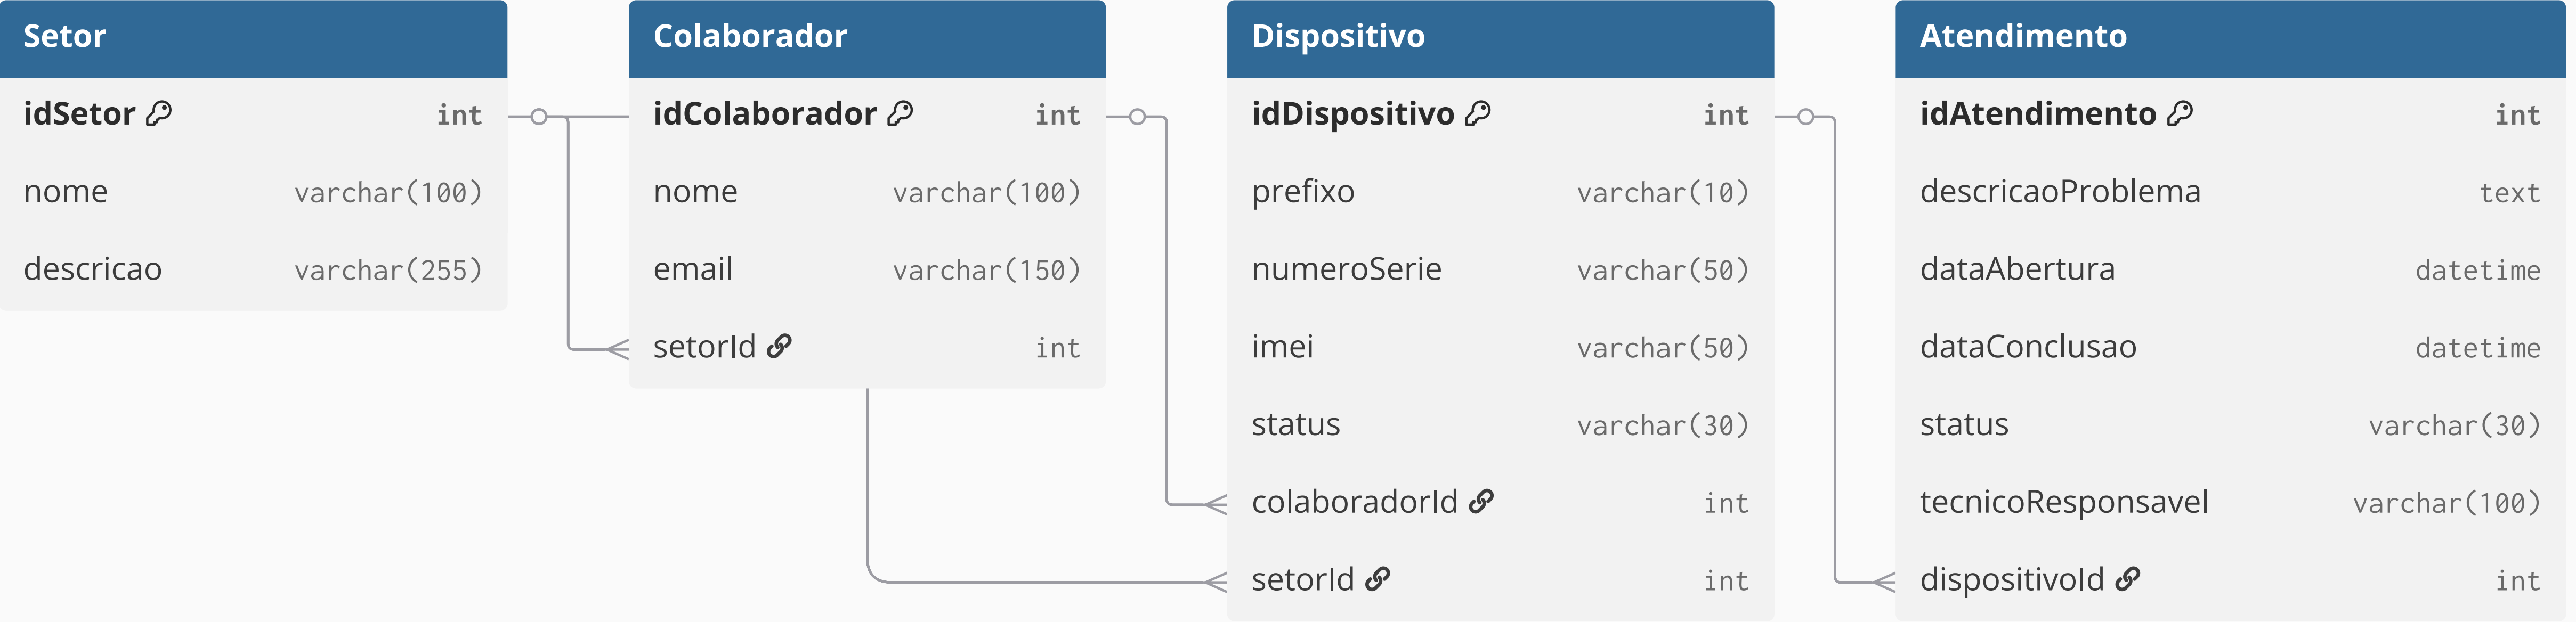 Setor
idSetor int
nome varchar(100)
descricao varchar(255)
Colaborador
idColaborador int
nome varchar(100)
email varchar(150)
setorId int
Dispositivo
idDispositivo int
prefixo varchar(10)
numeroSerie varchar(50)
imei varchar(50)
status varchar(30)
colaboradorId int
setorId int
Atendimento
idAtendimento int
descricaoProblema text
dataAbertura datetime
dataConclusao datetime
status varchar(30)
tecnicoResponsavel varchar(100)
dispositivoId int